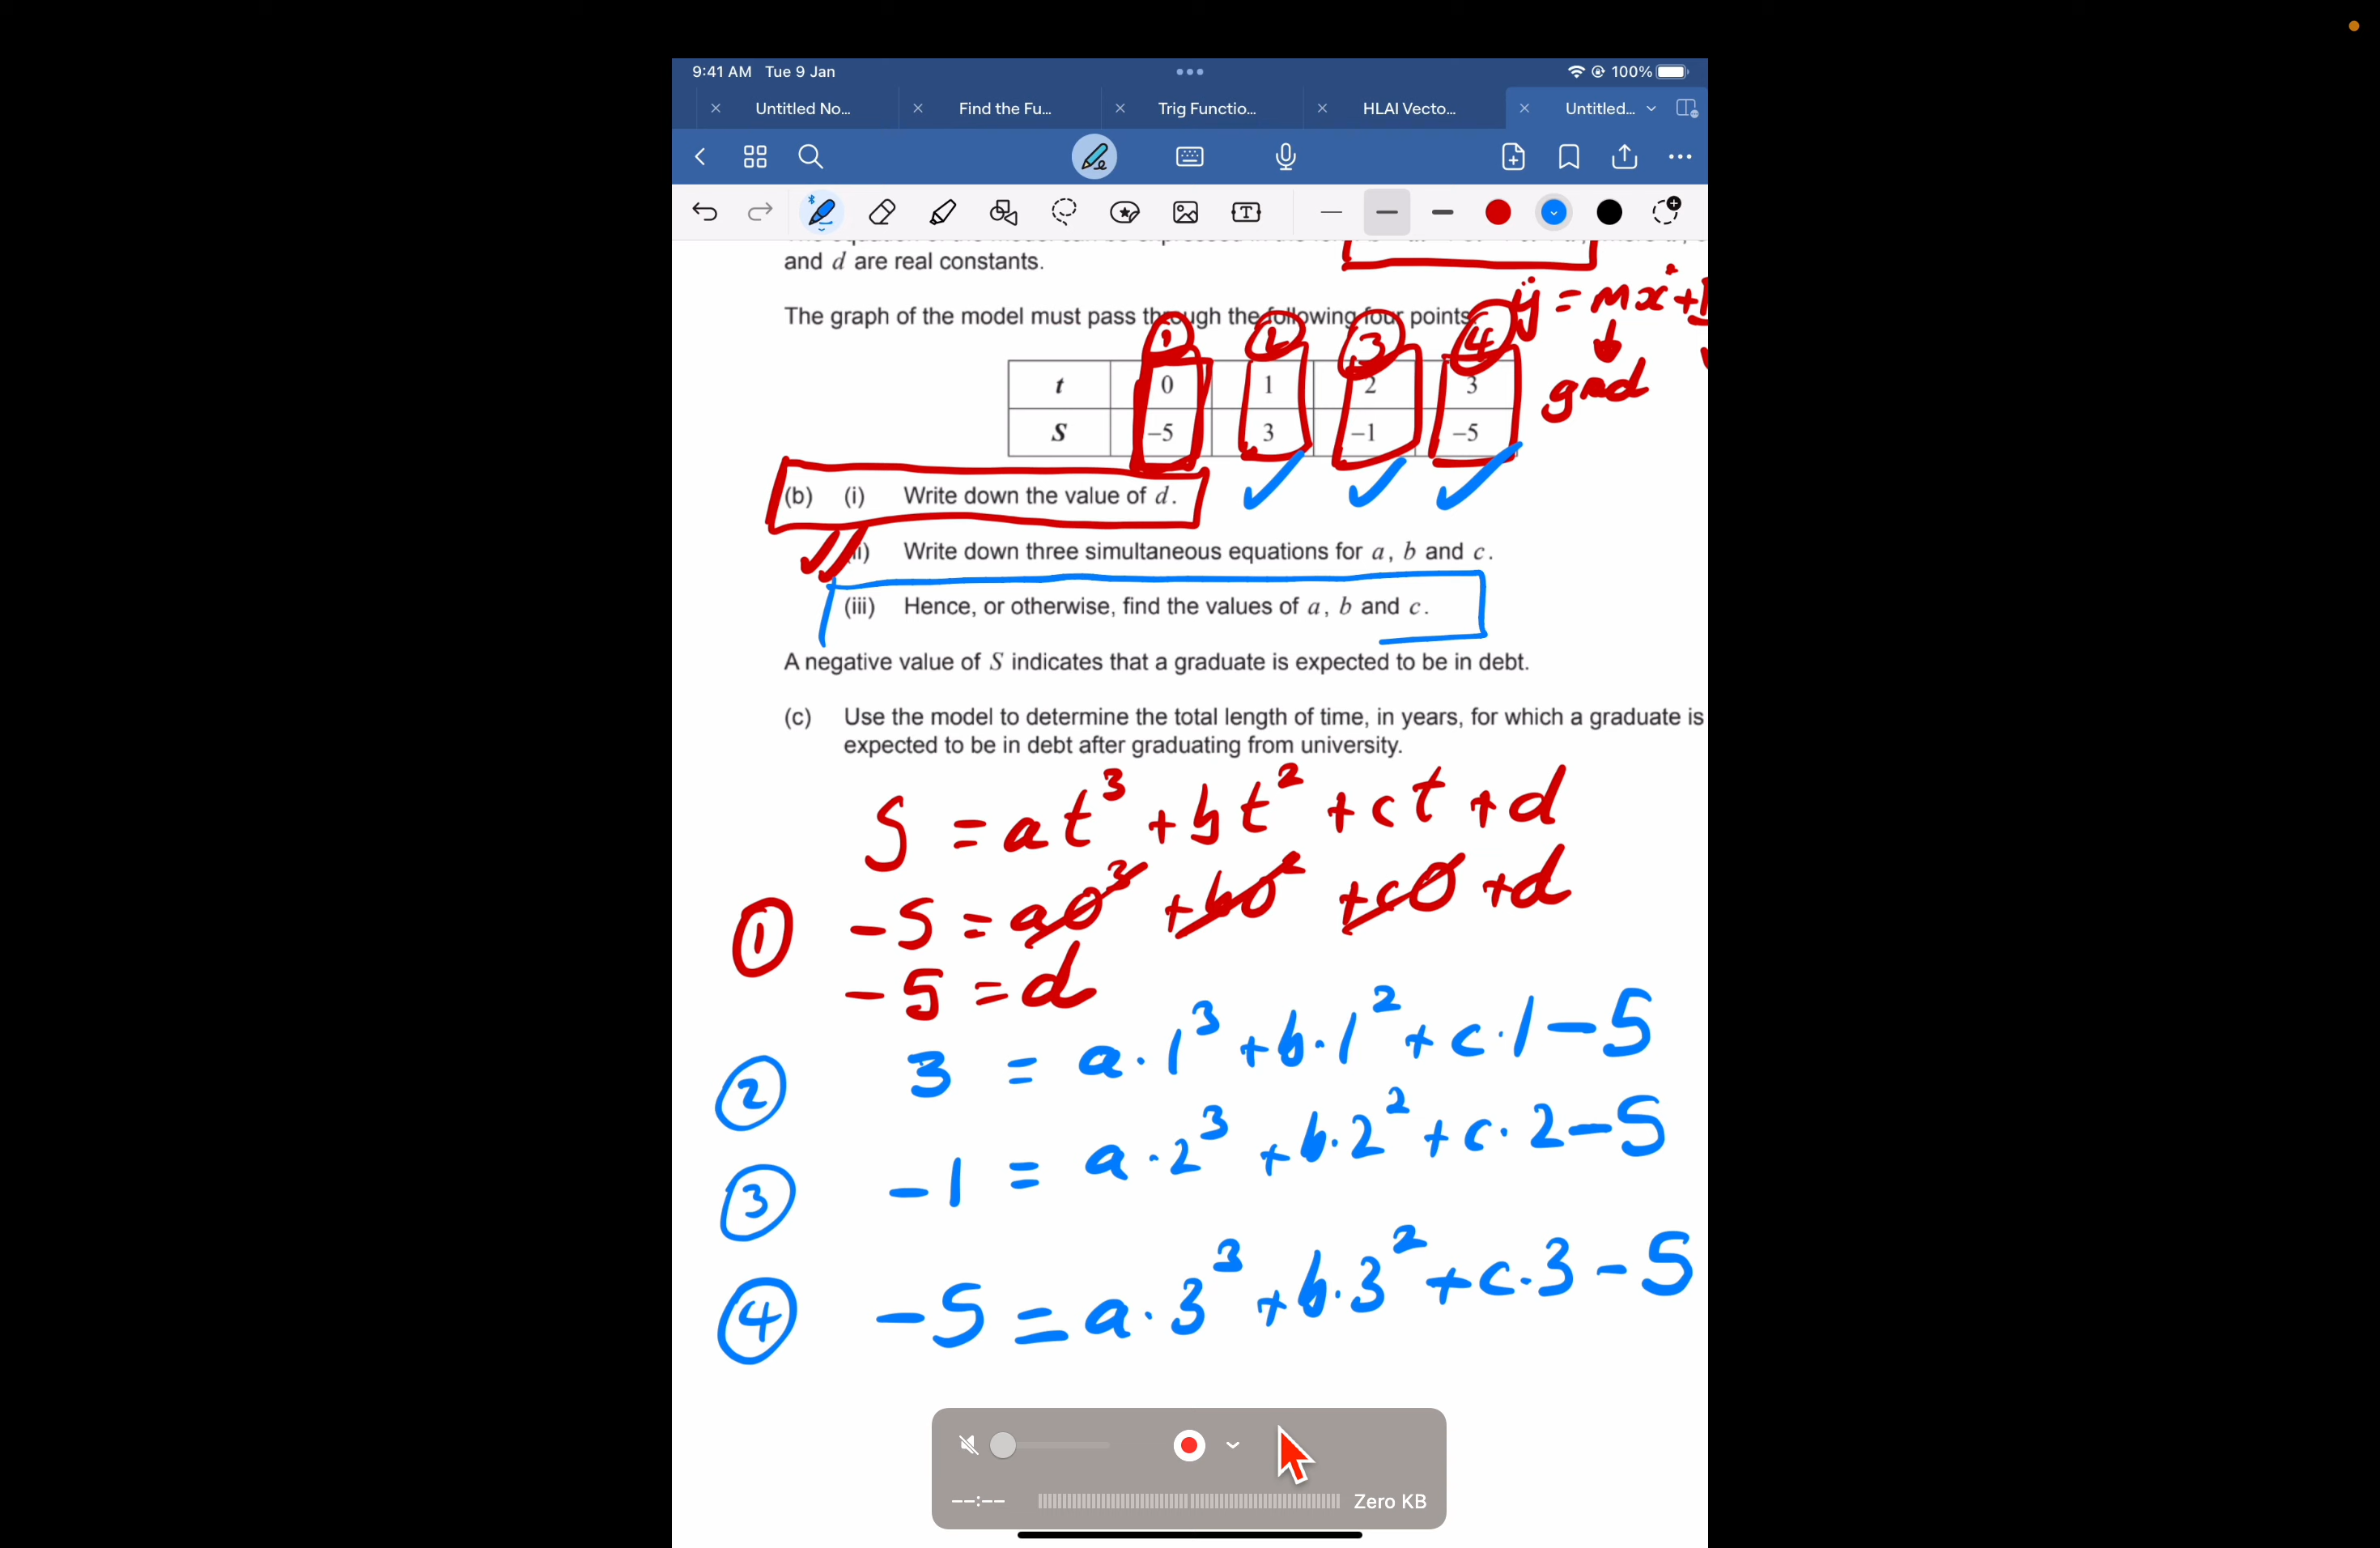 9:41 AM Tue 9 Jan 100%
Untitled No... Find the Fu... Trig Functio... HLAI Vecto... Untitled...
and d are real constants.
y = mx +
The graph of the model must pass through the following four points
① ③ ④
grad
t 0 1 2 3
S –5 3 –1 –5
(b) (i) Write down the value of d.
Write down three simultaneous equations for a, b and c.
(iii) Hence, or otherwise, find the values of a, b and c.
A negative value of S indicates that a graduate is expected to be in debt.
(c) Use the model to determine the total length of time, in years, for which a graduate is
expected to be in debt after graduating from university.
S = at³ + bt² + ct + d
① -5 = a0³ + b0² + c0 + d
-5 = d
② 3 = a·1³ + b·1² + c·1 - 5
③ -1 = a·2³ + b·2² + c·2 - 5
④ -5 = a·3³ + b·3² + c·3 - 5
--:-- Zero KB